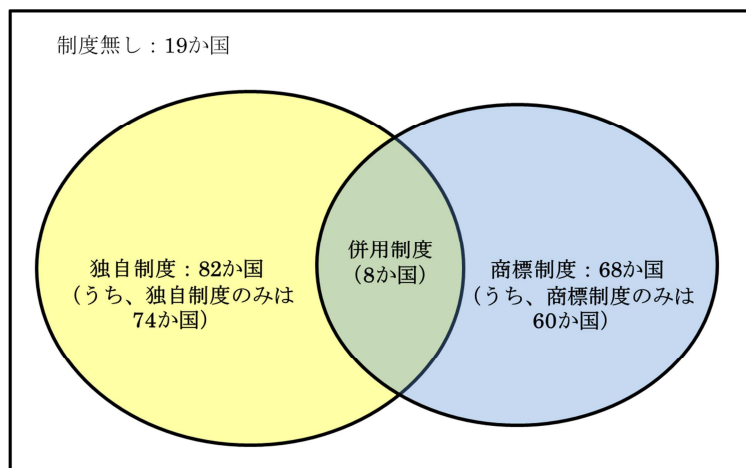 制度無し：19か国
独自制度：82か国
（うち、独自制度のみは
74か国）
併用制度
（8か国）
商標制度：68か国
（うち、商標制度のみは
60か国）